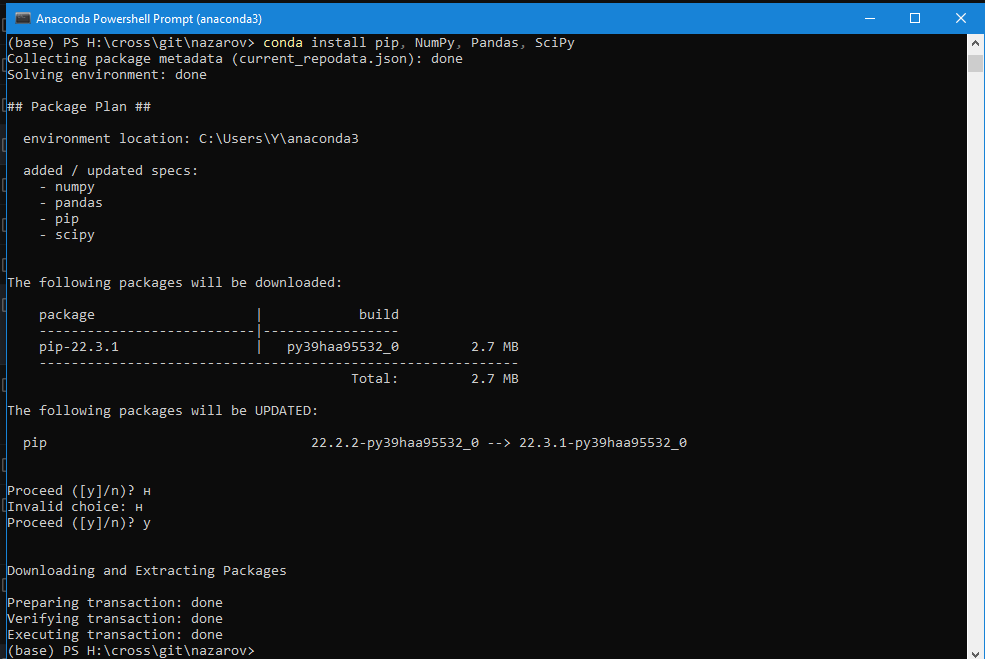 Anaconda Powershell Prompt (anaconda3)
(base) PS H:\cross\git\nazarov> conda install pip, NumPy, Pandas, SciPy
Collecting package metadata (current_repodata.json): done
Solving environment: done
## Package Plan ##
environment location: C:\Users\Y\anaconda3
added / updated specs:
- numpy
- pandas
- pip
- scipy
The following packages will be downloaded:
package | build
---------------------------|-----------------
pip-22.3.1 | py39haa95532_0 2.7 MB
------------------------------------------------------------
Total: 2.7 MB
The following packages will be UPDATED:
pip 22.2.2-py39haa95532_0 --> 22.3.1-py39haa95532_0
Proceed ([y]/n)? н
Invalid choice: н
Proceed ([y]/n)? y
Downloading and Extracting Packages
Preparing transaction: done
Verifying transaction: done
Executing transaction: done
(base) PS H:\cross\git\nazarov>